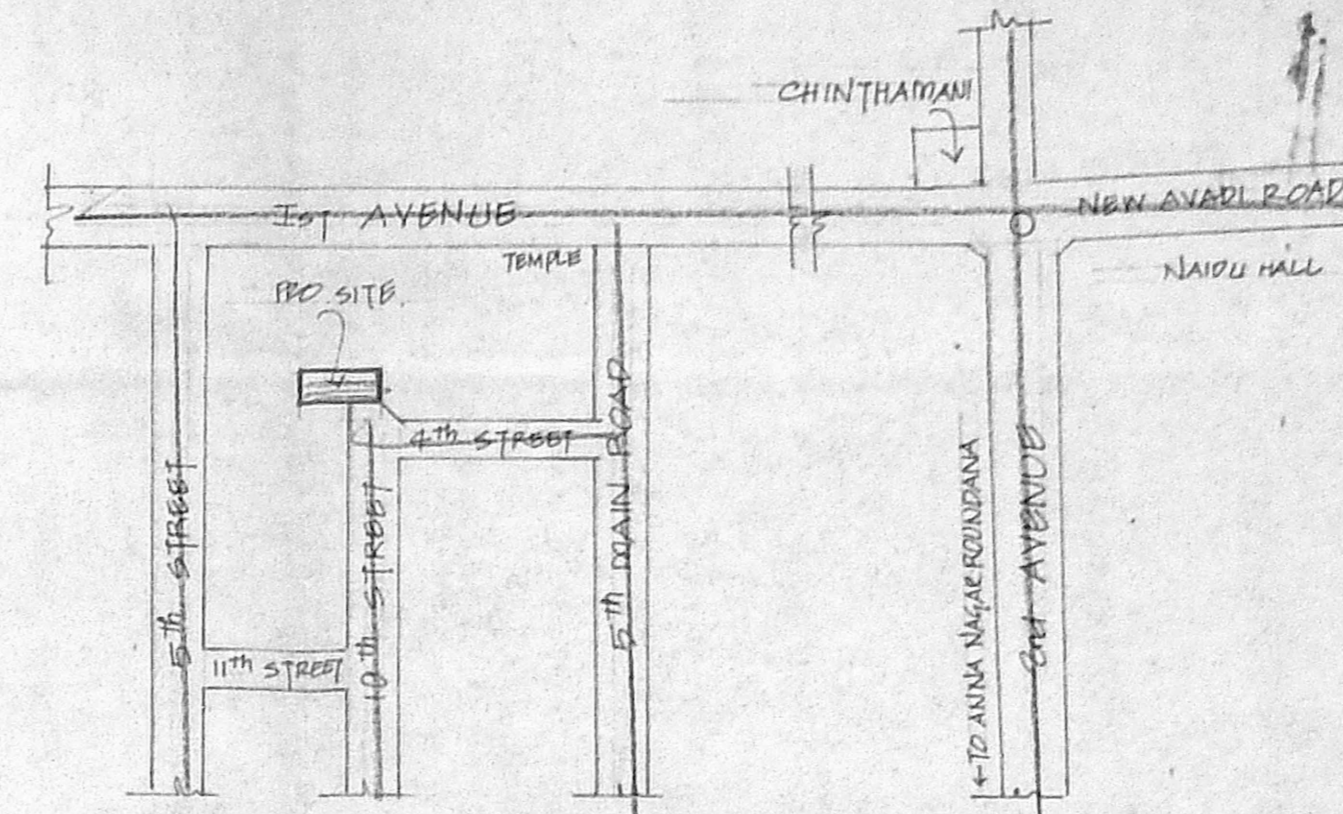 CHINTHAMANI
NEW AVADI ROAD
IST AVENUE
TEMPLE
NAIDU HALL
PRO. SITE.
4th STREET
5th STREET
10th STREET
5th MAIN ROAD
← TO ANNA NAGAR ROUNDANA
2nd AVENUE
11th STREET